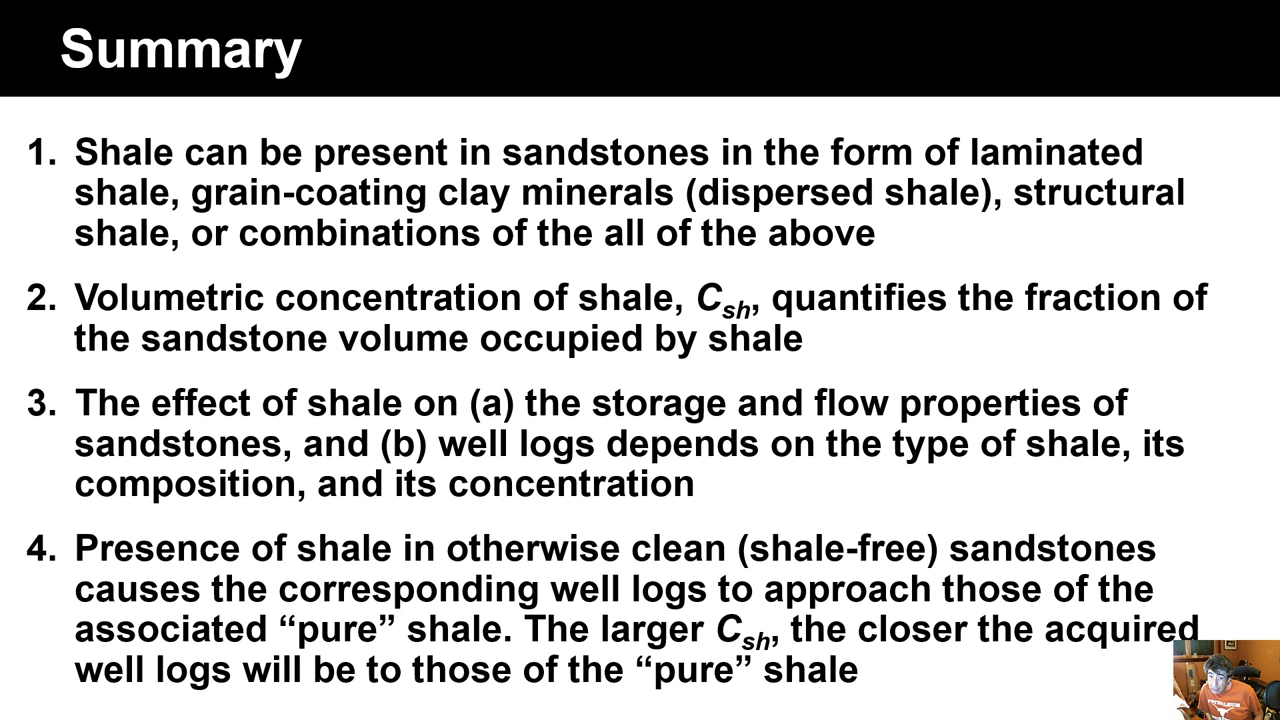 Summary
1. Shale can be present in sandstones in the form of laminated
shale, grain-coating clay minerals (dispersed shale), structural
shale, or combinations of the all of the above
2. Volumetric concentration of shale, Csh, quantifies the fraction of
the sandstone volume occupied by shale
3. The effect of shale on (a) the storage and flow properties of
sandstones, and (b) well logs depends on the type of shale, its
composition, and its concentration
4. Presence of shale in otherwise clean (shale-free) sandstones
causes the corresponding well logs to approach those of the
associated “pure” shale. The larger Csh, the closer the acquired
well logs will be to those of the “pure” shale